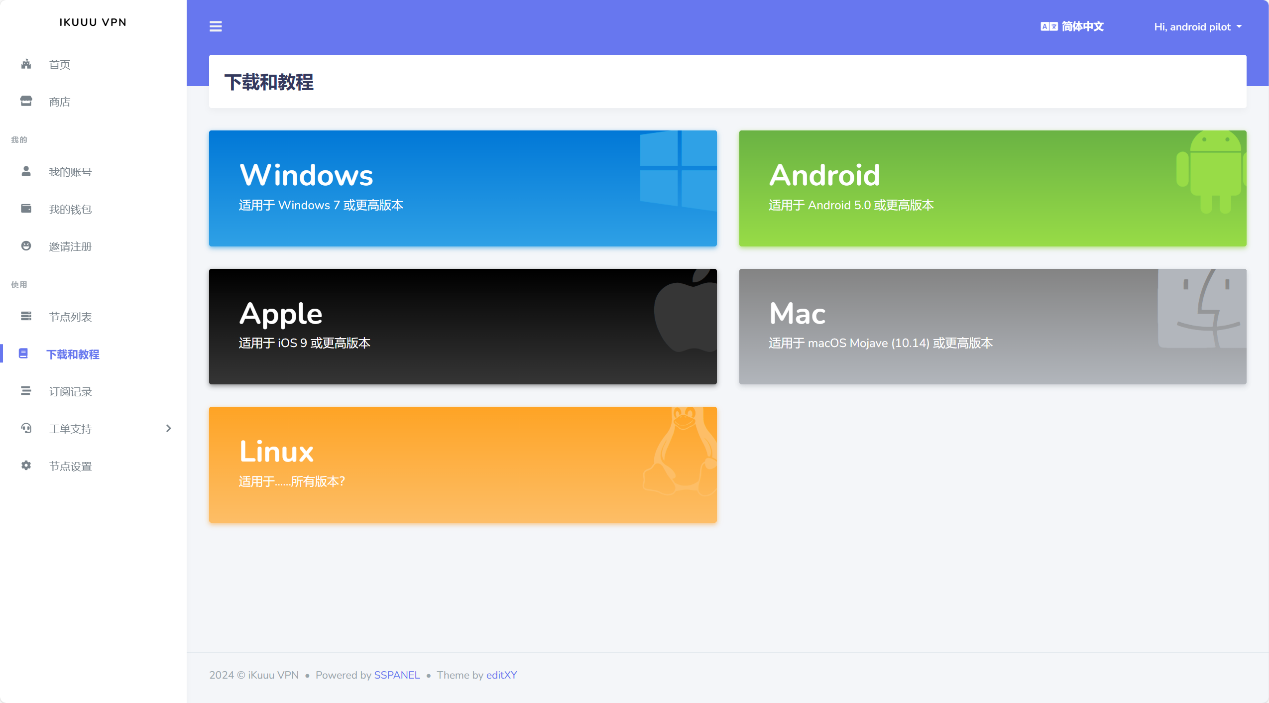 IKUUU VPN
首页
商店
我的
我的账号
我的钱包
邀请注册
使用
节点列表
下载和教程
订阅记录
工单支持
节点设置
简体中文
Hi, android pilot
下载和教程
Windows
适用于 Windows 7 或更高版本
Android
适用于 Android 5.0 或更高版本
Apple
适用于 iOS 9 或更高版本
Mac
适用于 macOS Mojave (10.14) 或更高版本
Linux
适用于……所有版本?
2024 © iKuuu VPN • Powered by SSPANEL • Theme by editXY